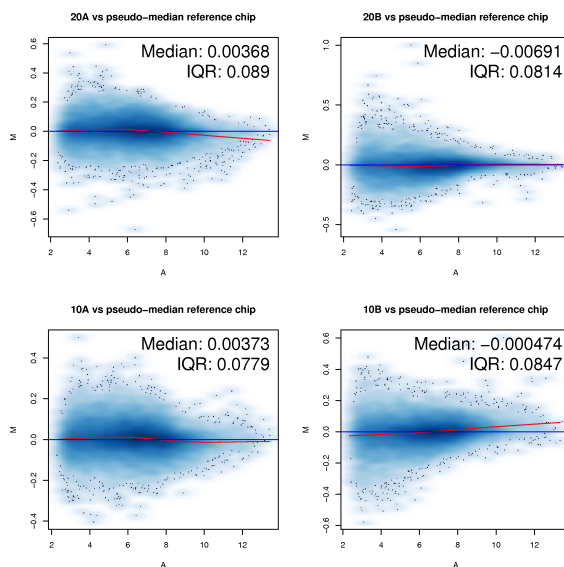 20A vs pseudo−median reference chip
Median: 0.00368
IQR: 0.089
M
0.6
0.4
0.2
0.0
−0.2
−0.4
−0.6
2 4 6 8 10 12
A
20B vs pseudo−median reference chip
Median: −0.00691
IQR: 0.0814
M
1.0
0.5
0.0
−0.5
2 4 6 8 10 12
A
10A vs pseudo−median reference chip
Median: 0.00373
IQR: 0.0779
M
0.4
0.2
0.0
−0.2
−0.4
2 4 6 8 10 12
A
10B vs pseudo−median reference chip
Median: −0.000474
IQR: 0.0847
M
0.6
0.4
0.2
0.0
−0.2
−0.4
−0.6
2 4 6 8 10 12
A